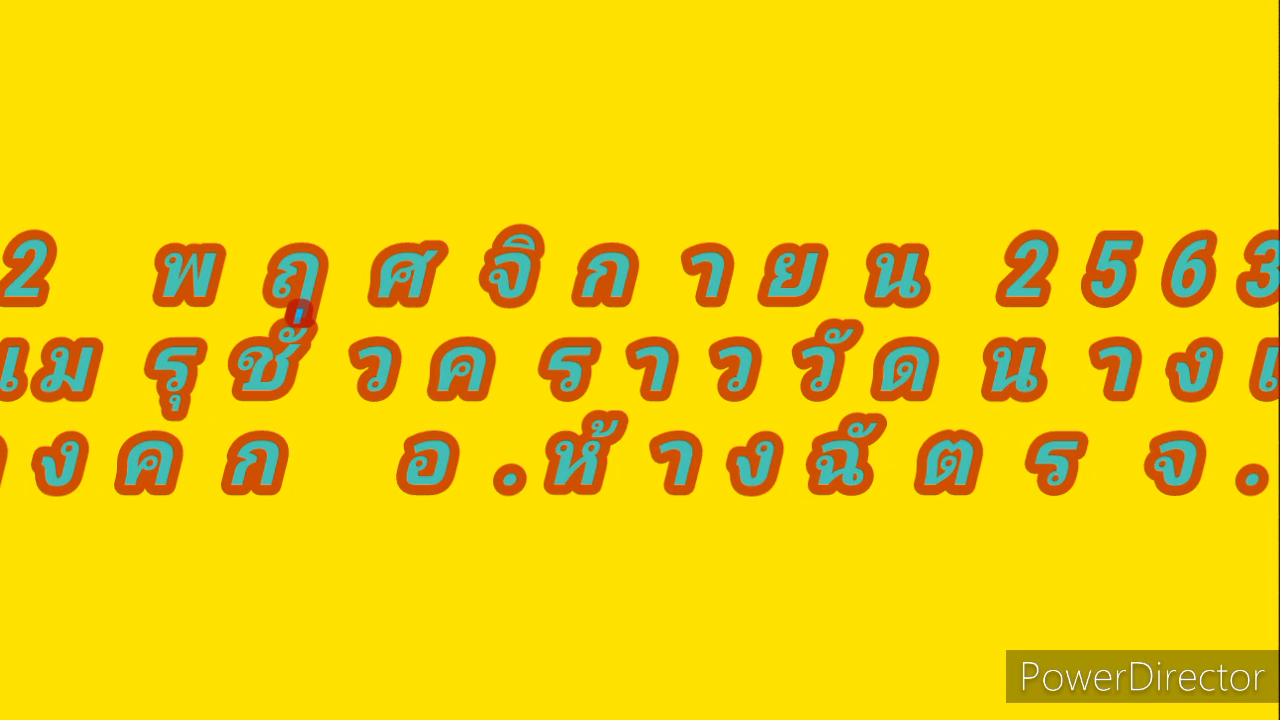 2 พฤศจิกายน 2563
เมรุชั่วคราววัดนางเ
งคก อ.ห้างฉัตร จ.
PowerDirector